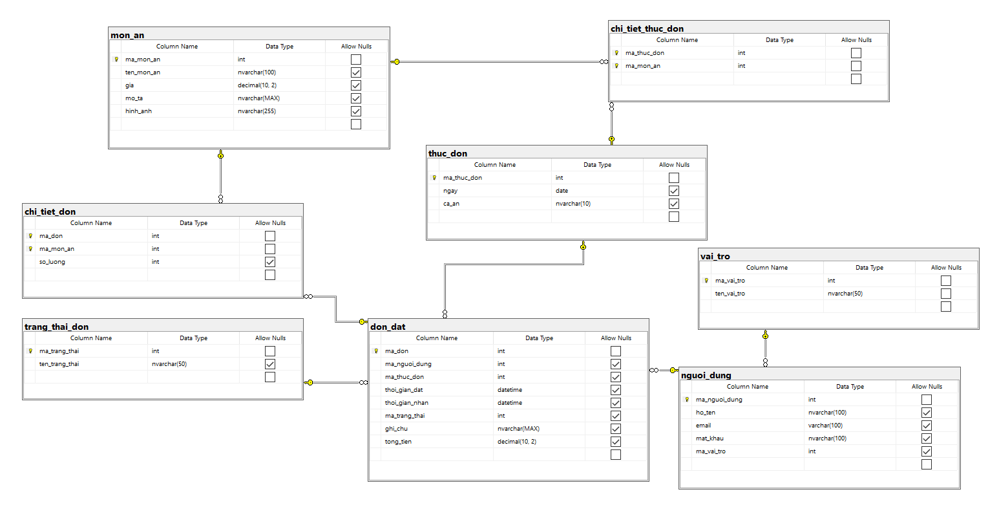 mon_an
Column Name Data Type Allow Nulls
ma_mon_an int
ten_mon_an nvarchar(100)
gia decimal(10, 2)
mo_ta nvarchar(MAX)
hinh_anh nvarchar(255)
chi_tiet_thuc_don
Column Name Data Type Allow Nulls
ma_thuc_don int
ma_mon_an int
thuc_don
Column Name Data Type Allow Nulls
ma_thuc_don int
ngay date
ca_an nvarchar(10)
chi_tiet_don
Column Name Data Type Allow Nulls
ma_don int
ma_mon_an int
so_luong int
vai_tro
Column Name Data Type Allow Nulls
ma_vai_tro int
ten_vai_tro nvarchar(50)
trang_thai_don
Column Name Data Type Allow Nulls
ma_trang_thai int
ten_trang_thai nvarchar(50)
don_dat
Column Name Data Type Allow Nulls
ma_don int
ma_nguoi_dung int
ma_thuc_don int
thoi_gian_dat datetime
thoi_gian_nhan datetime
ma_trang_thai int
ghi_chu nvarchar(MAX)
tong_tien decimal(10, 2)
nguoi_dung
Column Name Data Type Allow Nulls
ma_nguoi_dung int
ho_ten nvarchar(100)
email varchar(100)
mat_khau nvarchar(100)
ma_vai_tro int